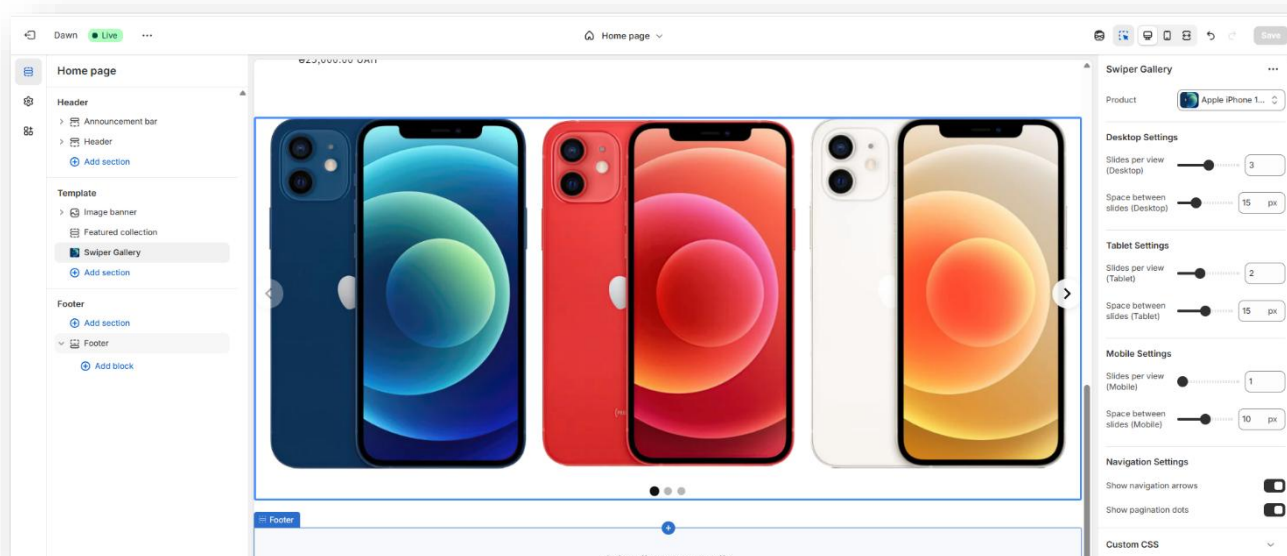 Dawn
Live
Home page
Save
Home page
Header
Announcement bar
Header
Add section
Template
Image banner
Featured collection
Swiper Gallery
Add section
Footer
Add section
Footer
Add block
Footer
Swiper Gallery
Product
Apple iPhone 1...
Desktop Settings
Slides per view
(Desktop)
3
Space between
slides (Desktop)
15 px
Tablet Settings
Slides per view
(Tablet)
2
Space between
slides (Tablet)
15 px
Mobile Settings
Slides per view
(Mobile)
1
Space between
slides (Mobile)
10 px
Navigation Settings
Show navigation arrows
Show pagination dots
Custom CSS